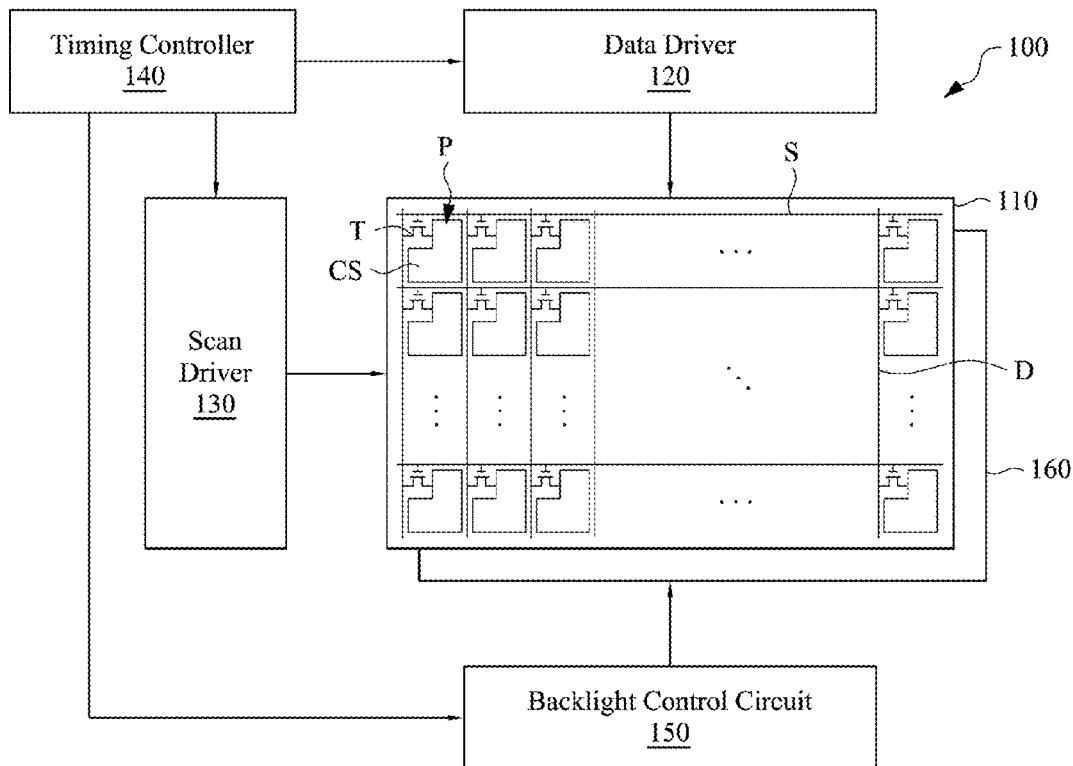 Timing Controller
140
Data Driver
120
100
P
S
110
T
CS
Scan
Driver
130
D
160
Backlight Control Circuit
150